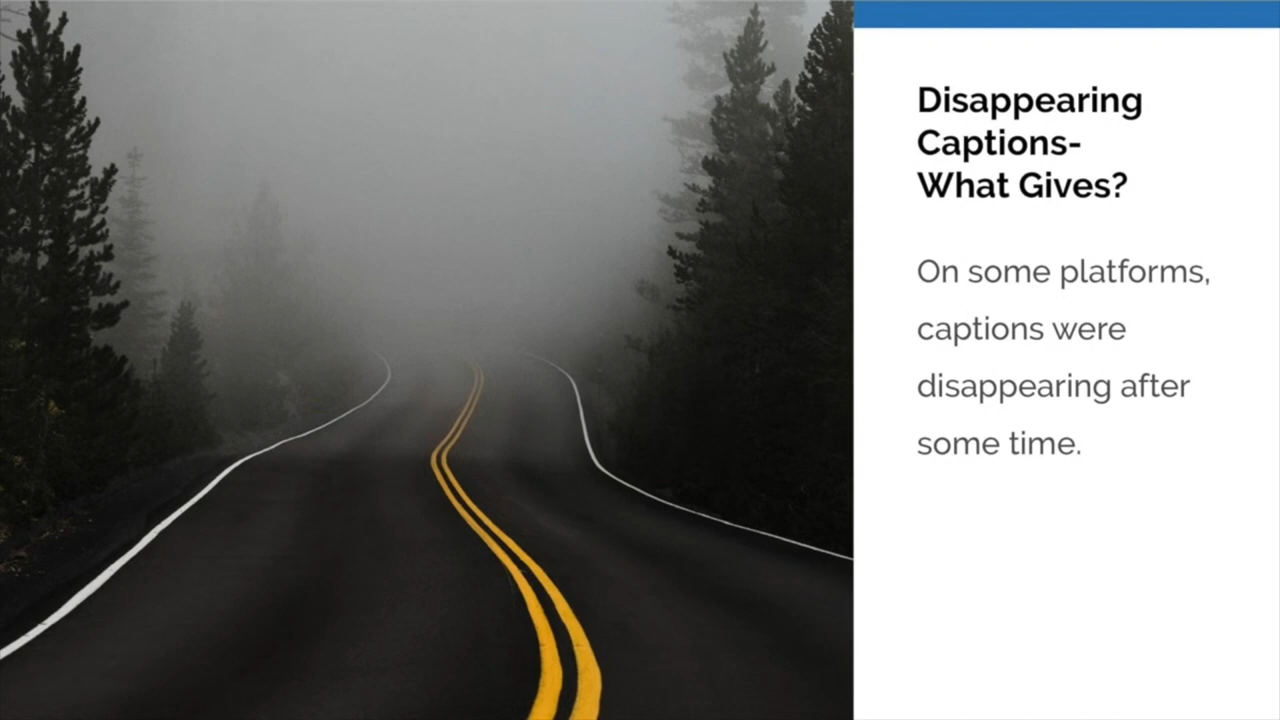 Disappearing
Captions-
What Gives?
On some platforms,
captions were
disappearing after
some time.